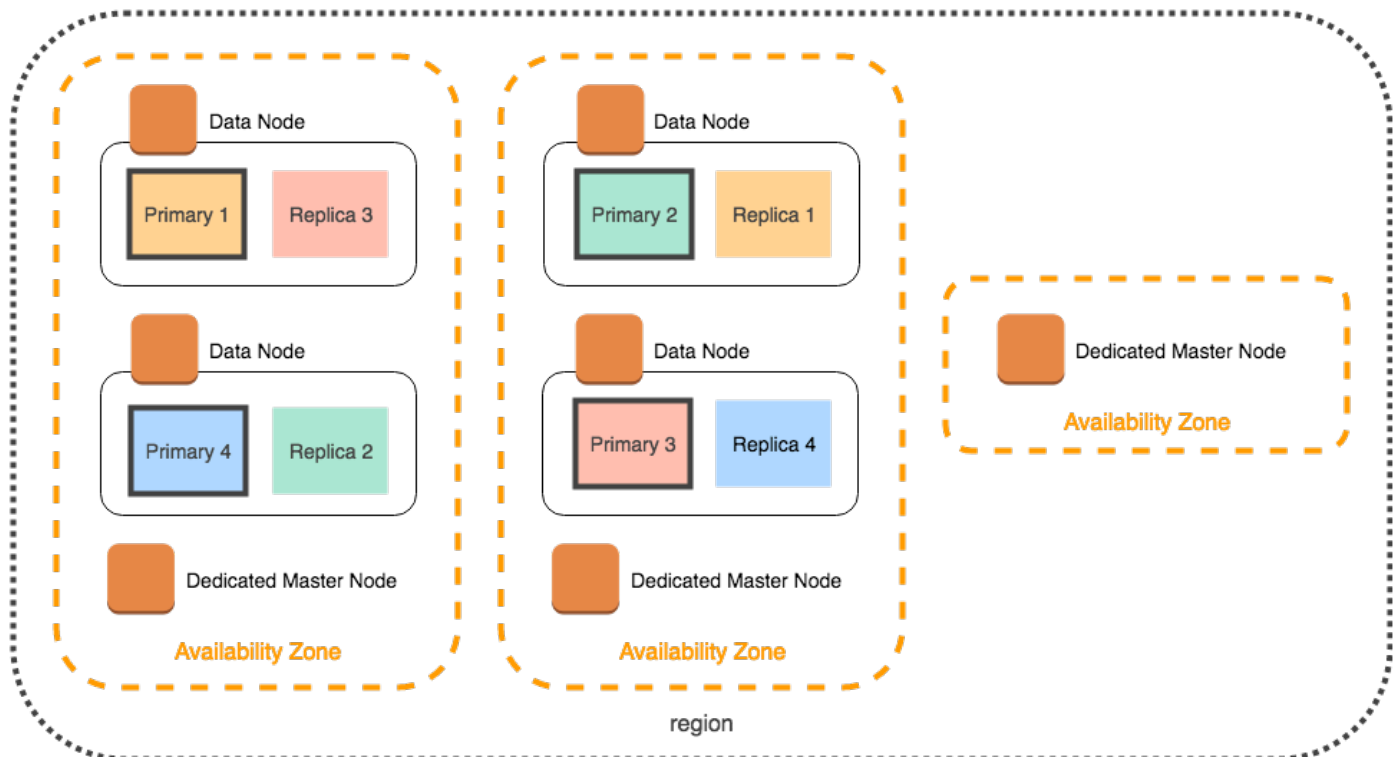 Data Node
Primary 1
Replica 3
Data Node
Primary 4
Replica 2
Dedicated Master Node
Availability Zone
Data Node
Primary 2
Replica 1
Data Node
Primary 3
Replica 4
Dedicated Master Node
Availability Zone
Dedicated Master Node
Availability Zone
region